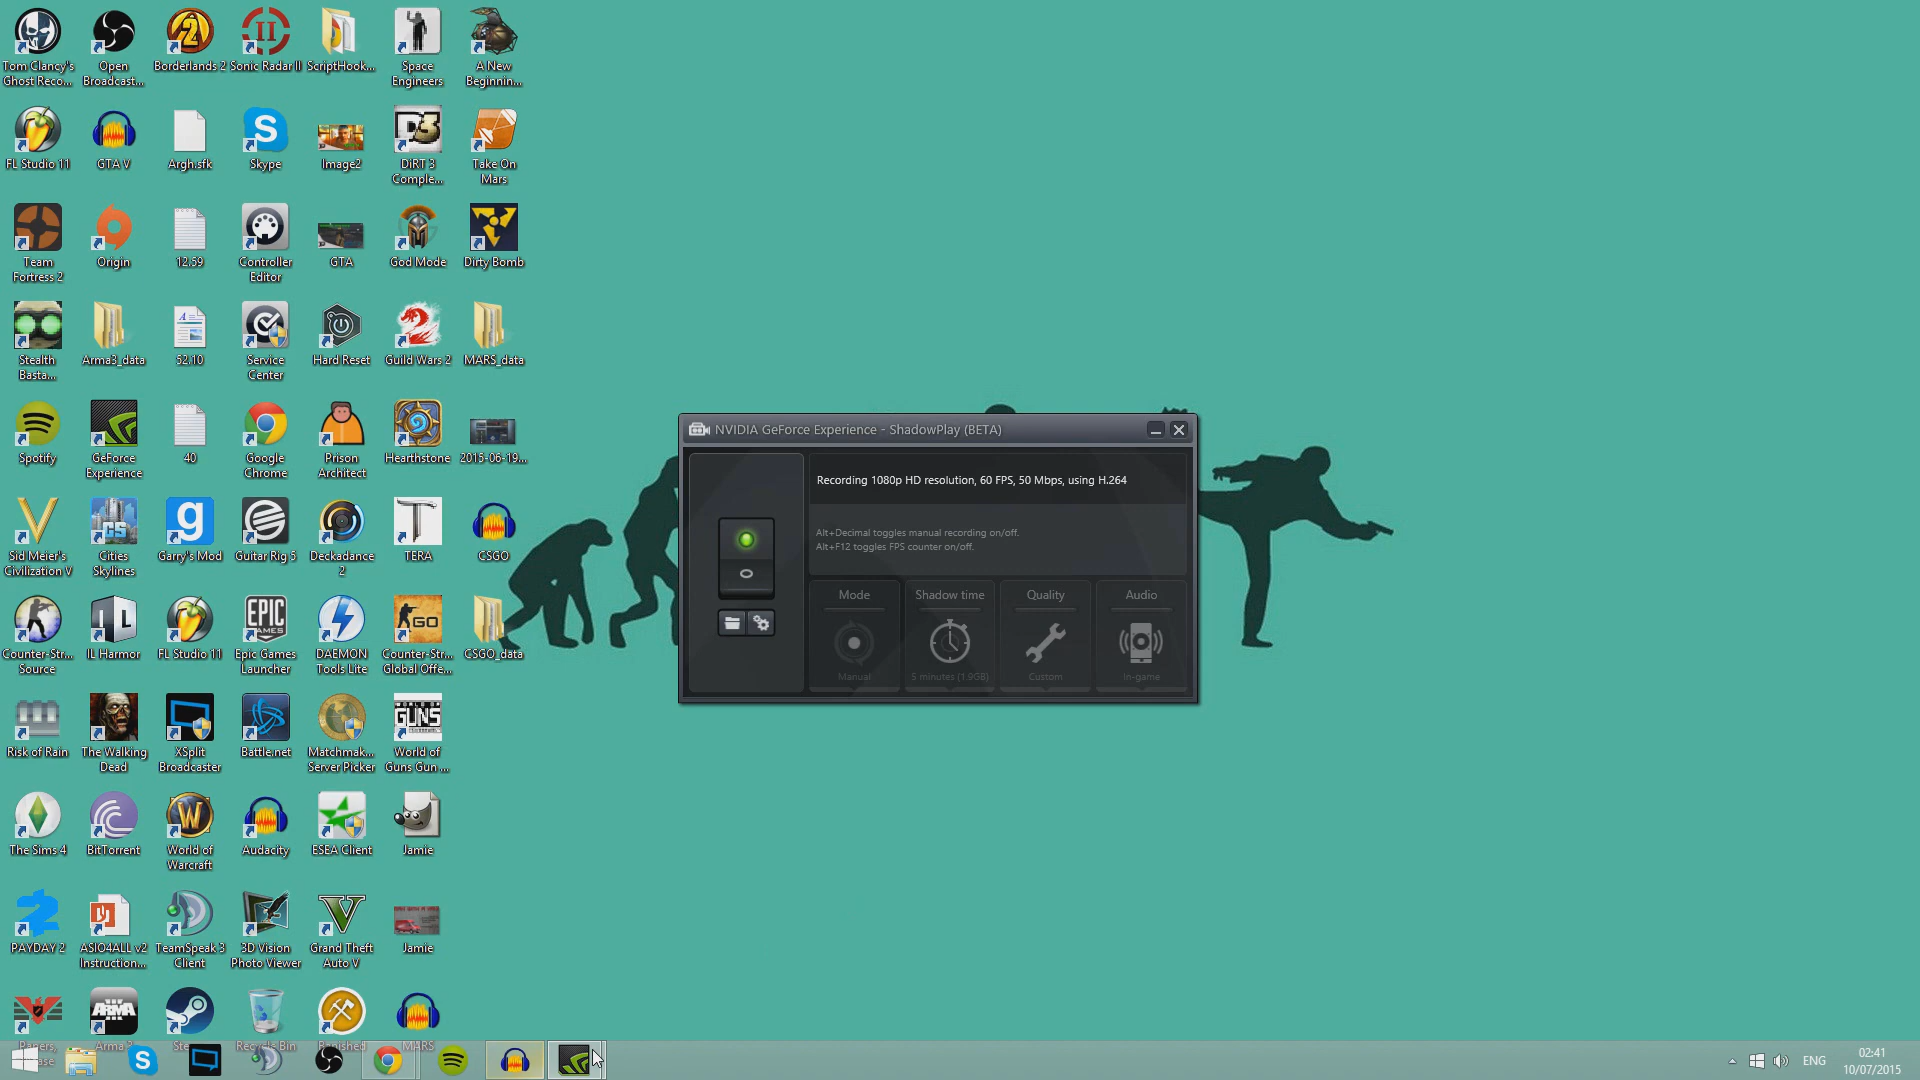 Tom Clancy's
Ghost Reco...
Open
Broadcast...
Borderlands 2
Sonic Radar II
ScriptHook...
Space
Engineers
A New
Beginnin...
FL Studio 11
GTA V
Argh.sfk
Skype
Image2
DiRT 3
Comple...
Take On
Mars
Team
Fortress 2
Origin
12.59
Controller
Editor
GTA
God Mode
Dirty Bomb
Stealth
Basta...
Arma3_data
52.10
Service
Center
Hard Reset
Guild Wars 2
MARS_data
Spotify
GeForce
Experience
40
Google
Chrome
Prison
Architect
Hearthstone
2015-06-19...
Sid Meier's
Civilization V
Cities
Skylines
Garry's Mod
Guitar Rig 5
Deckadance
2
TERA
CSGO
Counter-Str...
Source
IL Harmor
FL Studio 11
Epic Games
Launcher
DAEMON
Tools Lite
Counter-Str...
Global Offe...
CSGO_data
Risk of Rain
The Walking
Dead
XSplit
Broadcaster
Battle.net
Matchmak...
Server Picker
World of
Guns Gun ...
The Sims 4
BitTorrent
World of
Warcraft
Audacity
ESEA Client
Jamie
PAYDAY 2
ASIO4ALL v2
Instruction...
TeamSpeak 3
Client
3D Vision
Photo Viewer
Grand Theft
Auto V
Jamie
Papers,
Recycle Bin
Banished
MARS
NVIDIA GeForce Experience - ShadowPlay (BETA)
Recording 1080p HD resolution, 60 FPS, 50 Mbps, using H.264
Alt+Decimal toggles manual recording on/off.
Alt+F12 toggles FPS counter on/off.
Mode
Shadow time
Quality
Audio
Manual
5 minutes (1.9GB)
Custom
In-game
ENG
02:41
10/07/2015